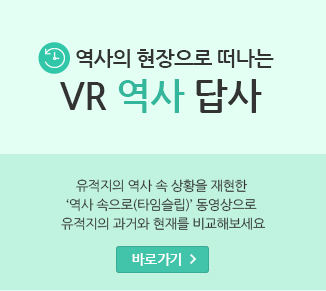 역사의 현장으로 떠나는
VR 역사 답사
유적지의 역사 속 상황을 재현한
‘역사 속으로(타임슬립)’ 동영상으로
유적지의 과거와 현재를 비교해보세요
바로가기 >